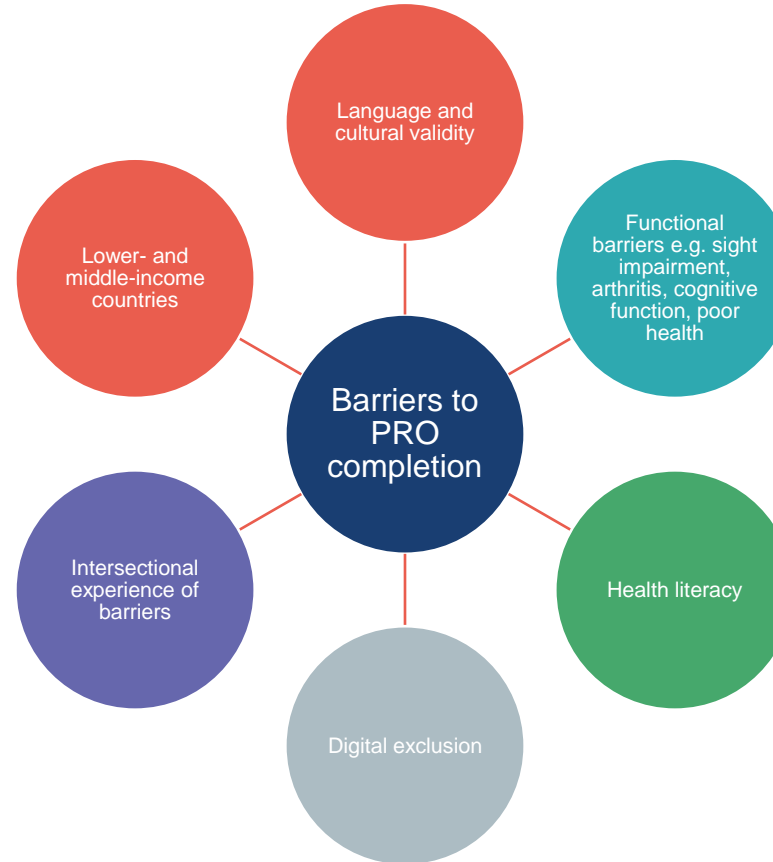 Language and
cultural validity
Functional
barriers e.g. sight
impairment,
arthritis, cognitive
function, poor
health
Lower- and
middle-income
countries
Barriers to
PRO
completion
Intersectional
experience of
barriers
Health literacy
Digital exclusion